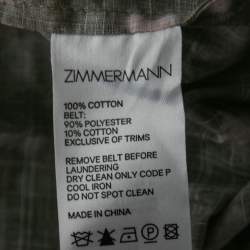 ZIMMERMANN
100% COTTON
BELT:
90% POLYESTER
10% COTTON
EXCLUSIVE OF TRIMS
REMOVE BELT BEFORE
LAUNDERING
DRY CLEAN ONLY CODE P
COOL IRON
DO NOT SPOT CLEAN
MADE IN CHINA
P